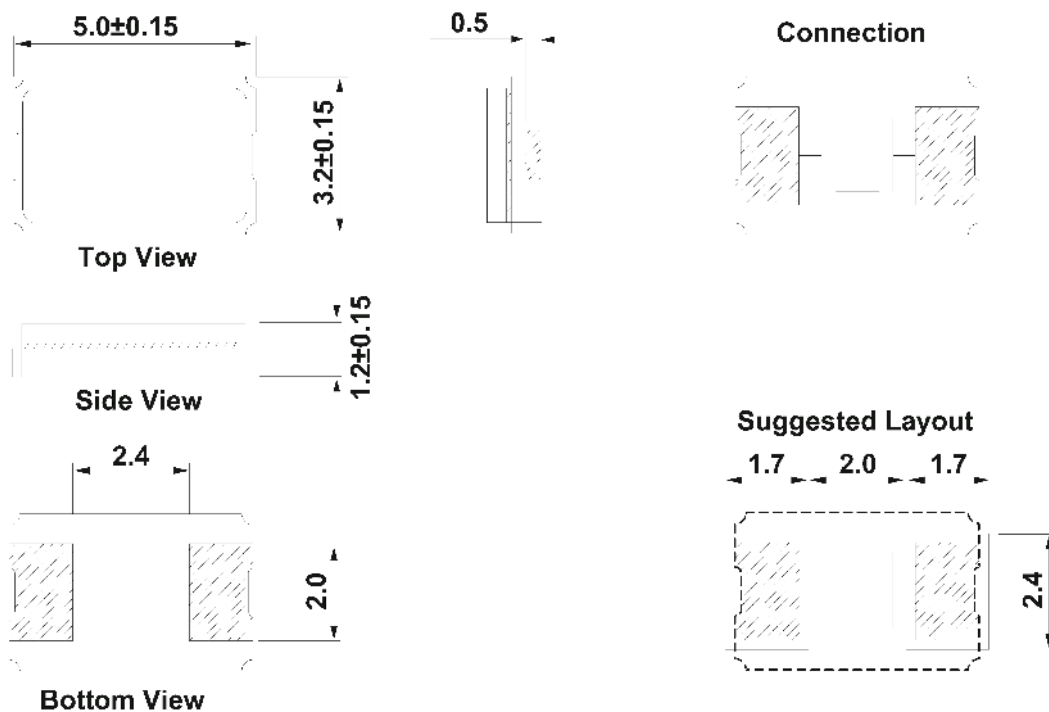 5.0±0.15
0.5
Connection
3.2±0.15
Top View
1.2±0.15
Side View
Suggested Layout
2.4
1.7 2.0 1.7
2.0
2.4
Bottom View